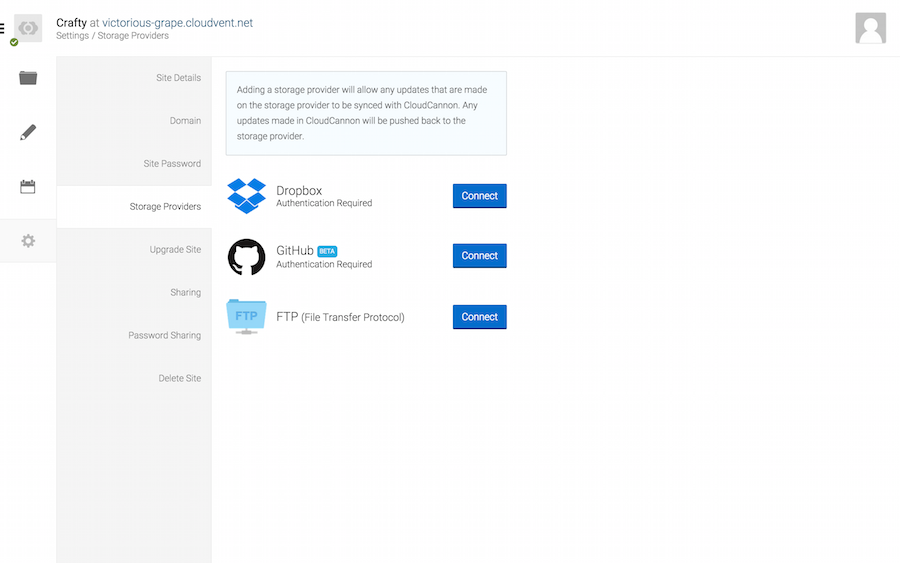 Crafty at victorious-grape.cloudvent.net
Settings / Storage Providers
Site Details
Domain
Site Password
Storage Providers
Upgrade Site
Sharing
Password Sharing
Delete Site
Adding a storage provider will allow any updates that are made
on the storage provider to be synced with CloudCannon. Any
updates made in CloudCannon will be pushed back to the
storage provider.
Dropbox
Authentication Required
Connect
GitHub BETA
Authentication Required
Connect
FTP
FTP (File Transfer Protocol)
Connect